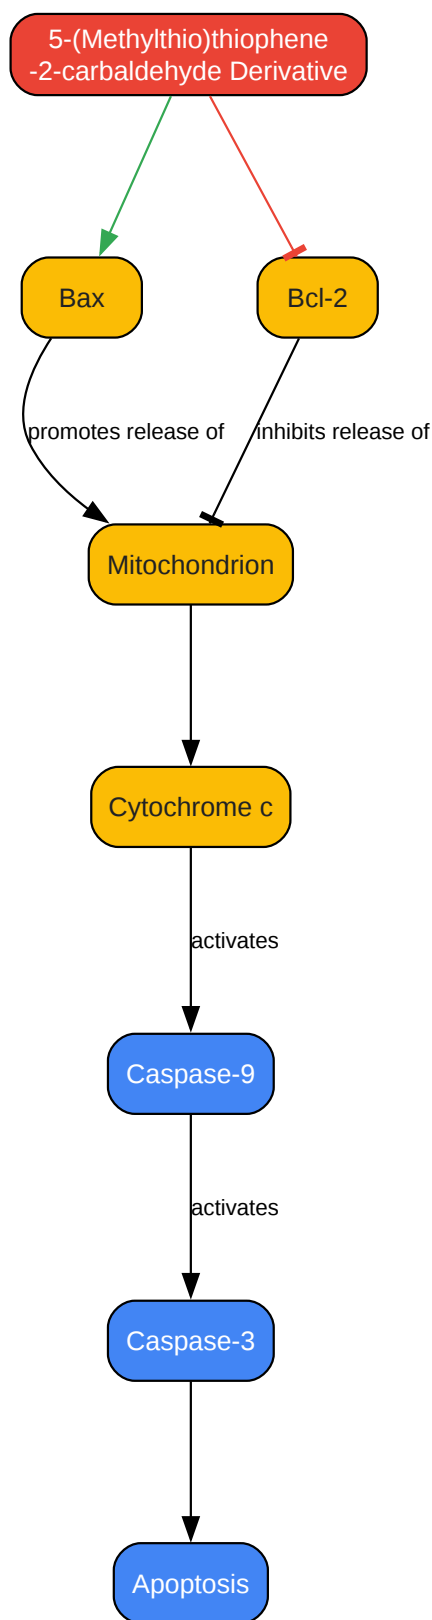 5-(Methylthio)thiophene
-2-carbaldehyde Derivative
Bax
Bcl-2
promotes release of
inhibits release of
Mitochondrion
Cytochrome c
activates
Caspase-9
activates
Caspase-3
Apoptosis